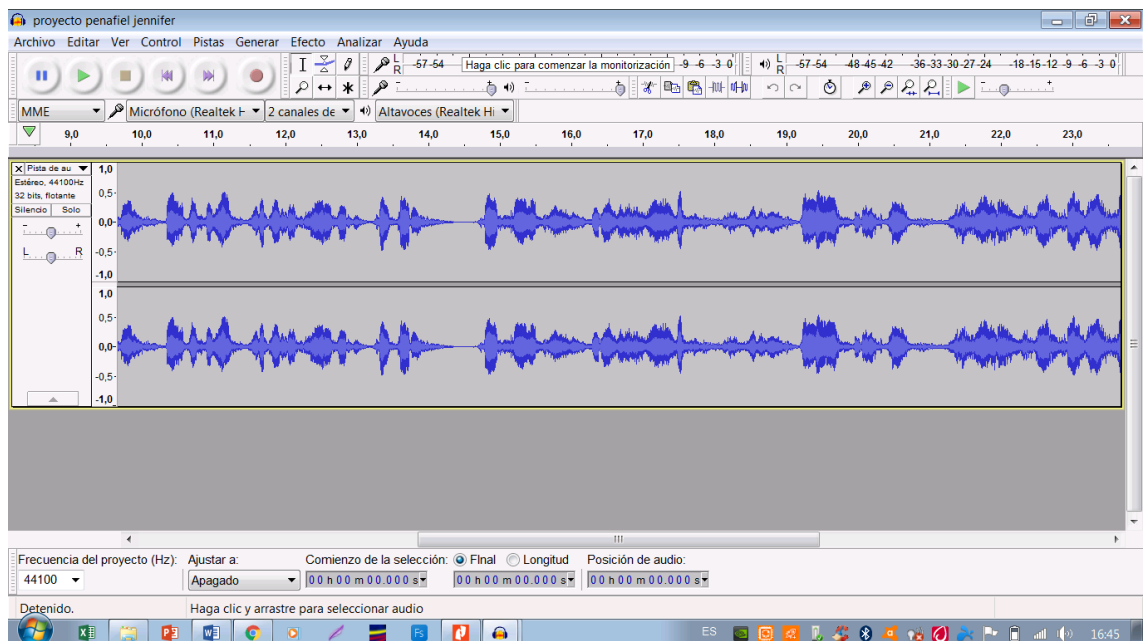 proyecto penafiel jennifer
Archivo Editar Ver Control Pistas Generar Efecto Analizar Ayuda
L R -57-54 Haga clic para comenzar la monitorización -9 -6 -3 0 L R -57-54 -48-45-42 -36-33-30-27-24 -18-15-12 -9 -6 -3 0
MME Micrófono (Realtek 2 canales de Altavoces (Realtek Hi
9,0 10,0 11,0 12,0 13,0 14,0 15,0 16,0 17,0 18,0 19,0 20,0 21,0 22,0 23,0
X Pista de au 1,0
Estéreo, 44100Hz
32 bits, flotante 0,5
Silencio Solo
- + 0,0
L R -0,5
-1,0
1,0
0,5
0,0
-0,5
-1,0
Frecuencia del proyecto (Hz): Ajustar a: Comienzo de la selección: FInal Longitud Posición de audio:
44100 Apagado 00 h 00 m 00.000 s 00 h 00 m 00.000 s 00 h 00 m 00.000 s
Detenido. Haga clic y arrastre para seleccionar audio
ES 16:45